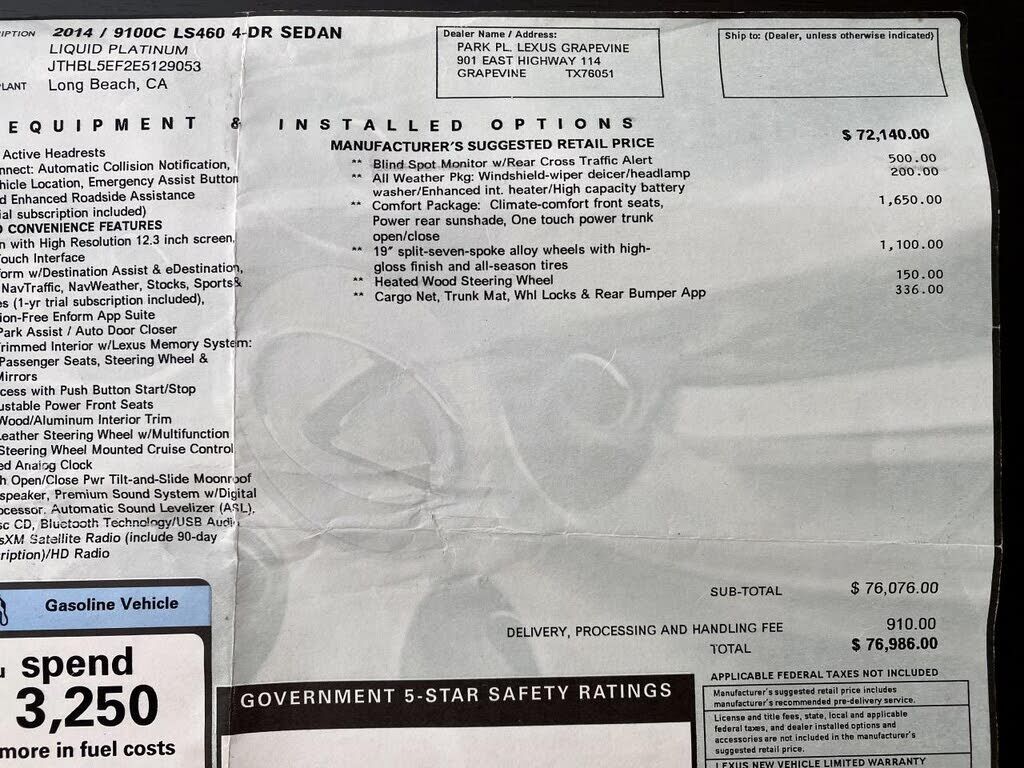 IPTION 2014 / 9100C LS460 4-DR SEDAN
LIQUID PLATINUM
JTHBL5EF2E5129053
LANT Long Beach, CA
Dealer Name / Address:
PARK PL. LEXUS GRAPEVINE
901 EAST HIGHWAY 114
GRAPEVINE TX76051
Ship to: (Dealer, unless otherwise indicated)
EQUIPMENT & INSTALLED OPTIONS
Active Headrests
nnect: Automatic Collision Notification,
hicle Location, Emergency Assist Button
d Enhanced Roadside Assistance
ial subscription included)
D CONVENIENCE FEATURES
n with High Resolution 12.3 inch screen,
ouch Interface
orm w/Destination Assist & eDestination,
NavTraffic, NavWeather, Stocks, Sports&
es (1-yr trial subscription included),
ion-Free Enform App Suite
Park Assist / Auto Door Closer
rimmed Interior w/Lexus Memory System:
Passenger Seats, Steering Wheel &
Mirrors
cess with Push Button Start/Stop
ustable Power Front Seats
Wood/Aluminum Interior Trim
Leather Steering Wheel w/Multifunction
Steering Wheel Mounted Cruise Control
ed Analog Clock
h Open/Close Pwr Tilt-and-Slide Moonroof
speaker, Premium Sound System w/Digital
ocessor, Automatic Sound Levelizer (ASL),
sc CD, Bluetooth Technology/USB Audio
sXM Satellite Radio (include 90-day
ription)/HD Radio
MANUFACTURER'S SUGGESTED RETAIL PRICE $ 72,140.00
** Blind Spot Monitor w/Rear Cross Traffic Alert 500.00
** All Weather Pkg: Windshield-wiper deicer/headlamp 200.00
washer/Enhanced int. heater/High capacity battery
** Comfort Package: Climate-comfort front seats, 1,650.00
Power rear sunshade, One touch power trunk
open/close
** 19" split-seven-spoke alloy wheels with high- 1,100.00
gloss finish and all-season tires
** Heated Wood Steering Wheel 150.00
** Cargo Net, Trunk Mat, Whl Locks & Rear Bumper App 336.00
SUB-TOTAL $ 76,076.00
DELIVERY, PROCESSING AND HANDLING FEE 910.00
TOTAL $ 76,986.00
Gasoline Vehicle
u spend
3,250
more in fuel costs
GOVERNMENT 5-STAR SAFETY RATINGS
APPLICABLE FEDERAL TAXES NOT INCLUDED
Manufacturer's suggested retail price includes
manufacturer's recommended pre-delivery service.
License and title fees, state, local and applicable
federal taxes, and dealer installed options and
accessories are not included in the manufacturer's
suggested retail price.
LEXUS NEW VEHICLE LIMITED WARRANTY